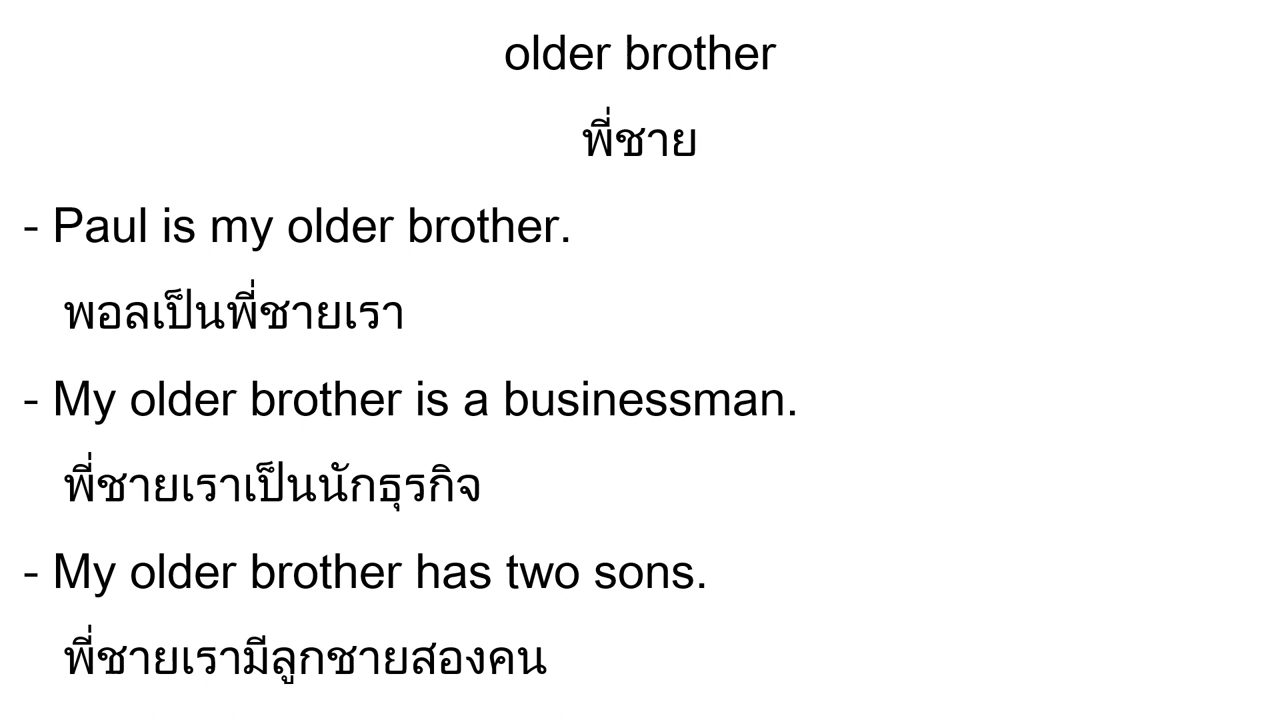 older brother
พี่ชาย
- Paul is my older brother.
พอลเป็นพี่ชายเรา
- My older brother is a businessman.
พี่ชายเราเป็นนักธุรกิจ
- My older brother has two sons.
พี่ชายเรามีลูกชายสองคน